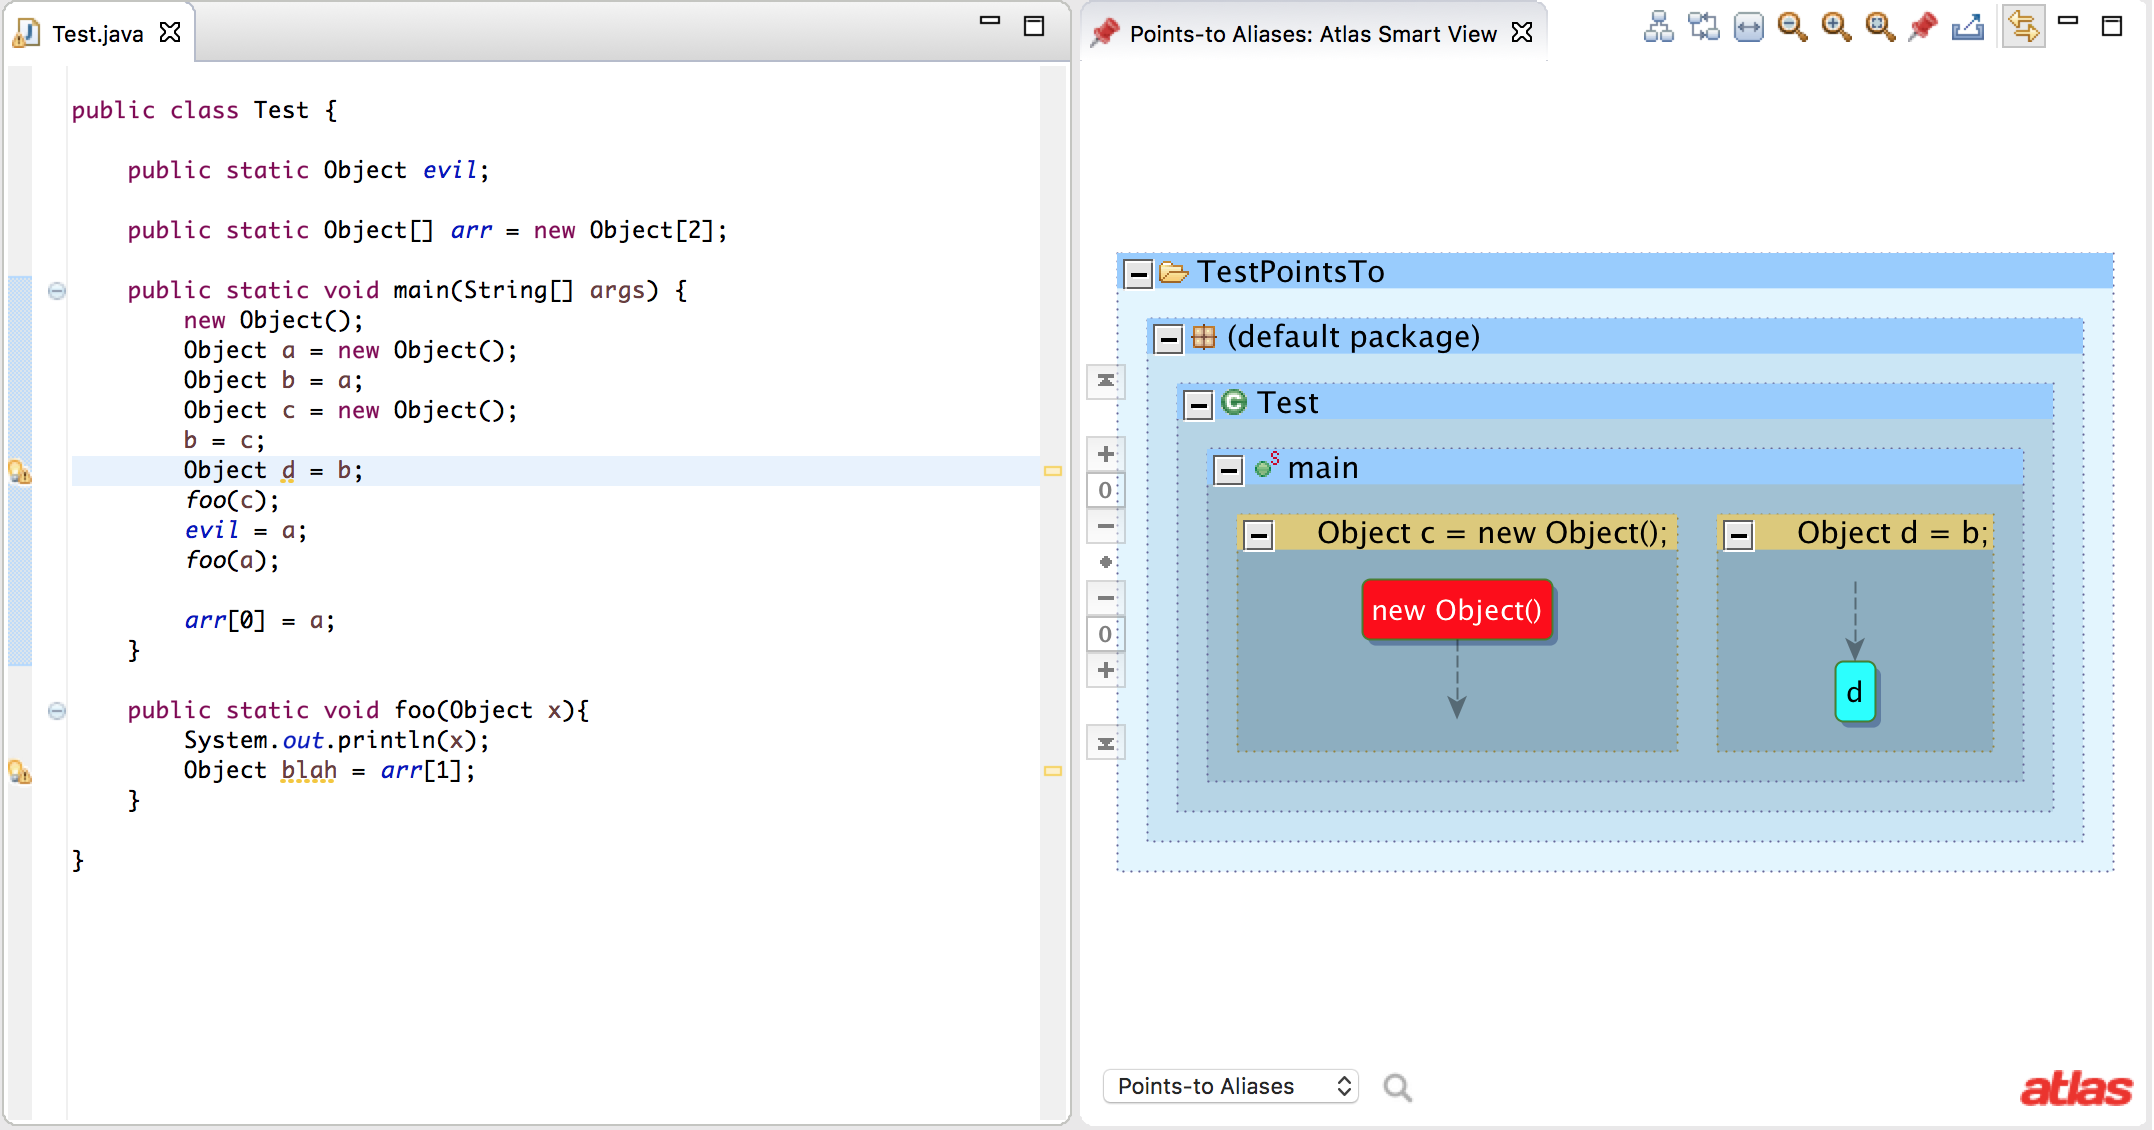 Test.java
public class Test {
public static Object evil;
public static Object[] arr = new Object[2];
public static void main(String[] args) {
new Object();
Object a = new Object();
Object b = a;
Object c = new Object();
b = c;
Object d = b;
foo(c);
evil = a;
foo(a);
arr[0] = a;
}
public static void foo(Object x){
System.out.println(x);
Object blah = arr[1];
}
}
Points-to Aliases: Atlas Smart View
TestPointsTo
(default package)
Test
main
Object c = new Object();
new Object()
Object d = b;
d
+
0
−
−
0
+
Points-to Aliases
atlas